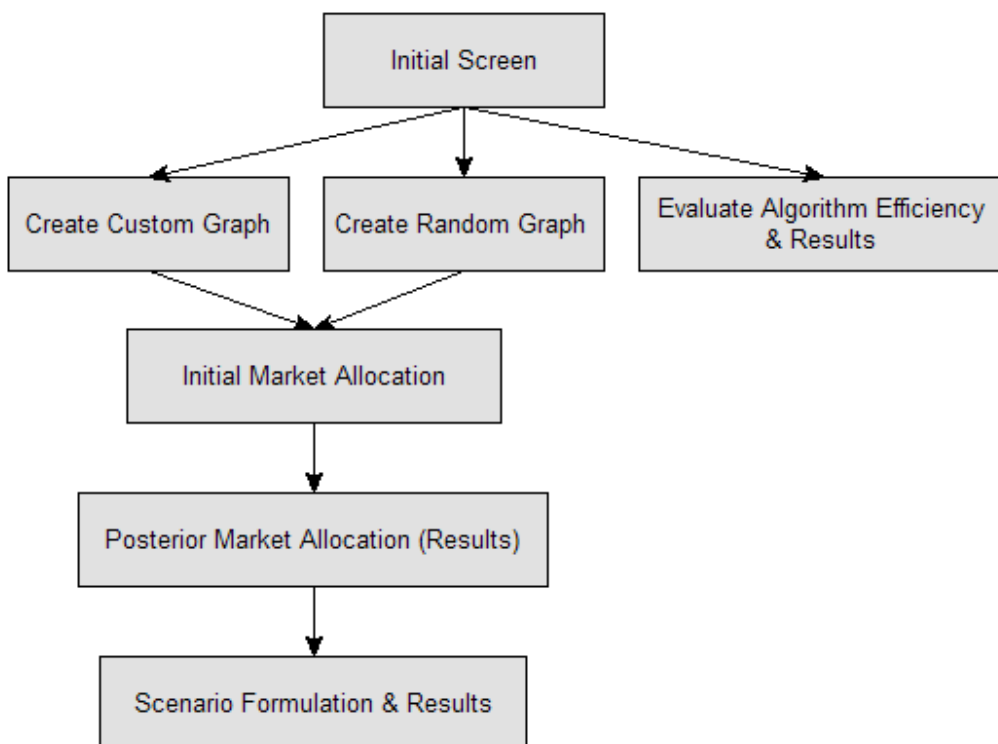 Initial Screen
Create Custom Graph
Create Random Graph
Evaluate Algorithm Efficiency
& Results
Initial Market Allocation
Posterior Market Allocation (Results)
Scenario Formulation & Results